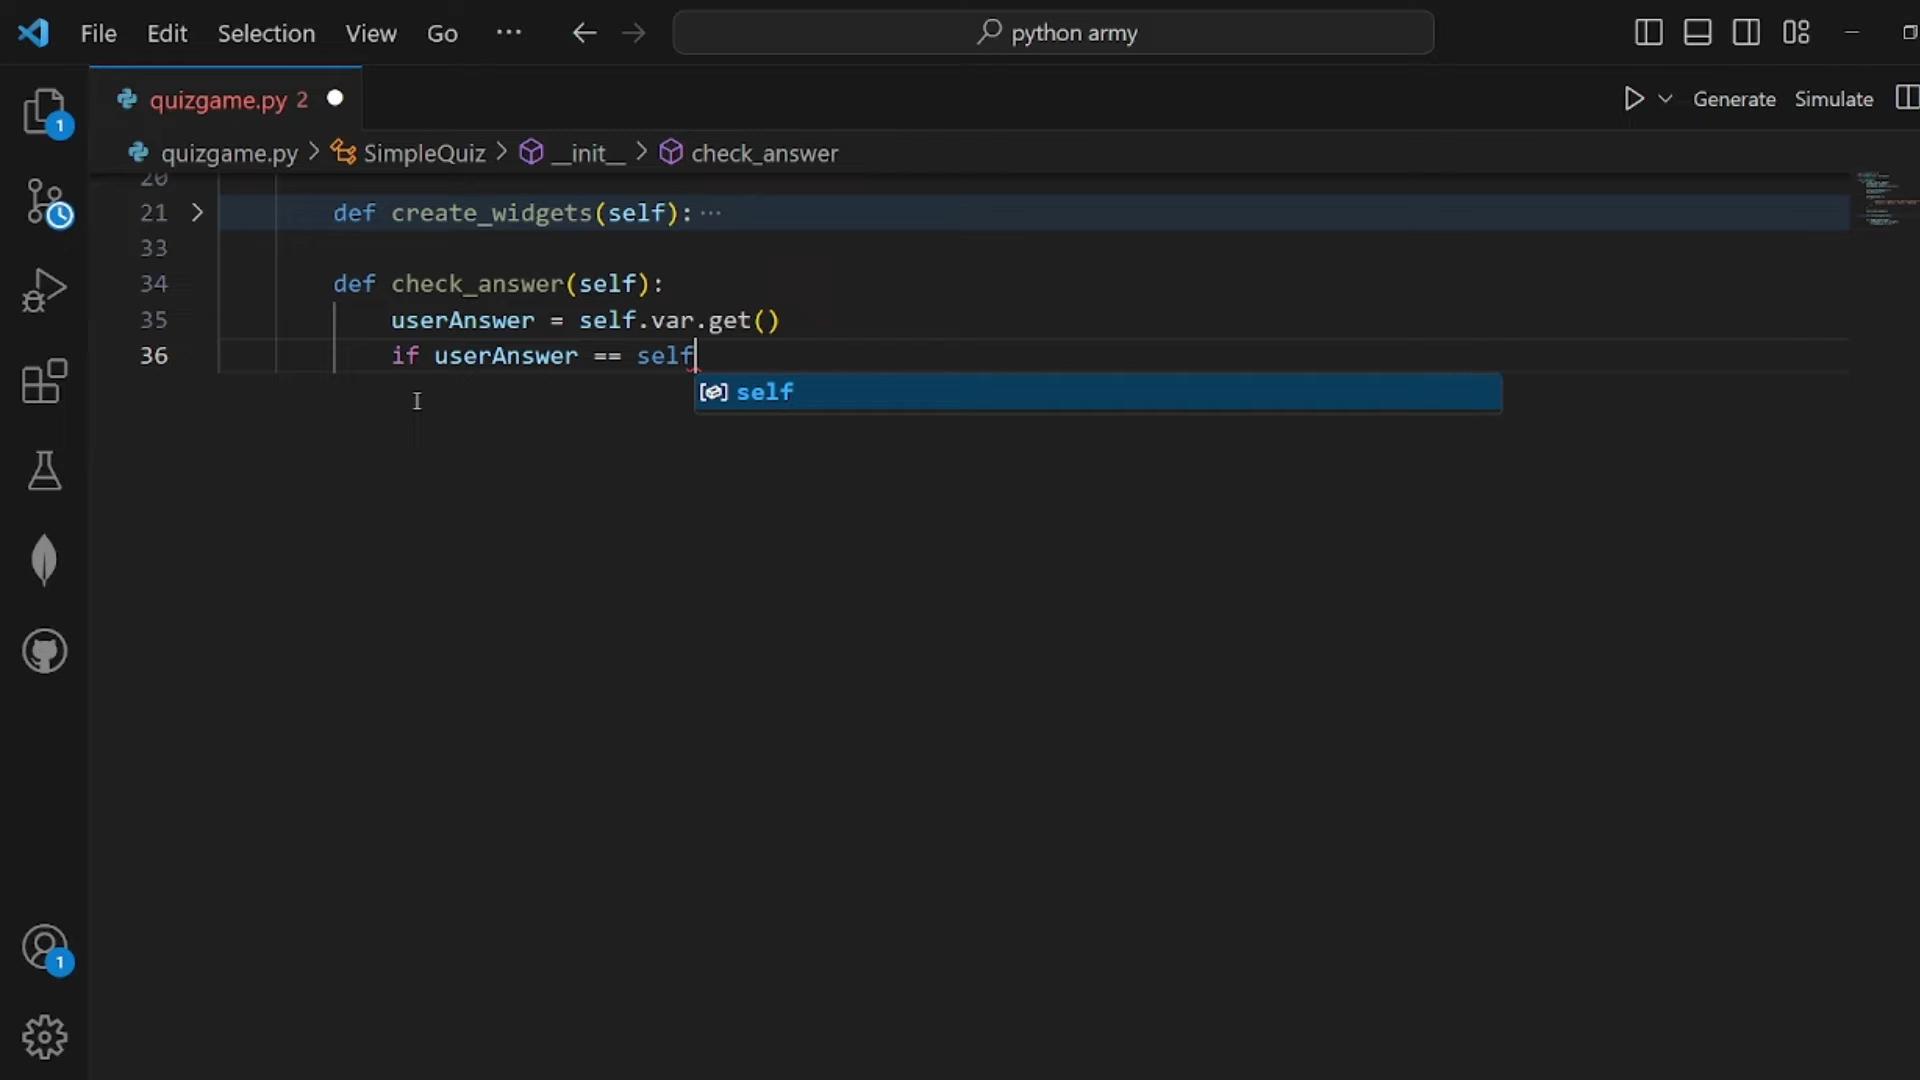 File Edit Selection View Go ··· python army
quizgame.py 2 Generate Simulate
quizgame.py > SimpleQuiz > __init__ > check_answer
20
21 > def create_widgets(self):···
33
34 def check_answer(self):
35 userAnswer = self.var.get()
36 if userAnswer == self
self
1
1